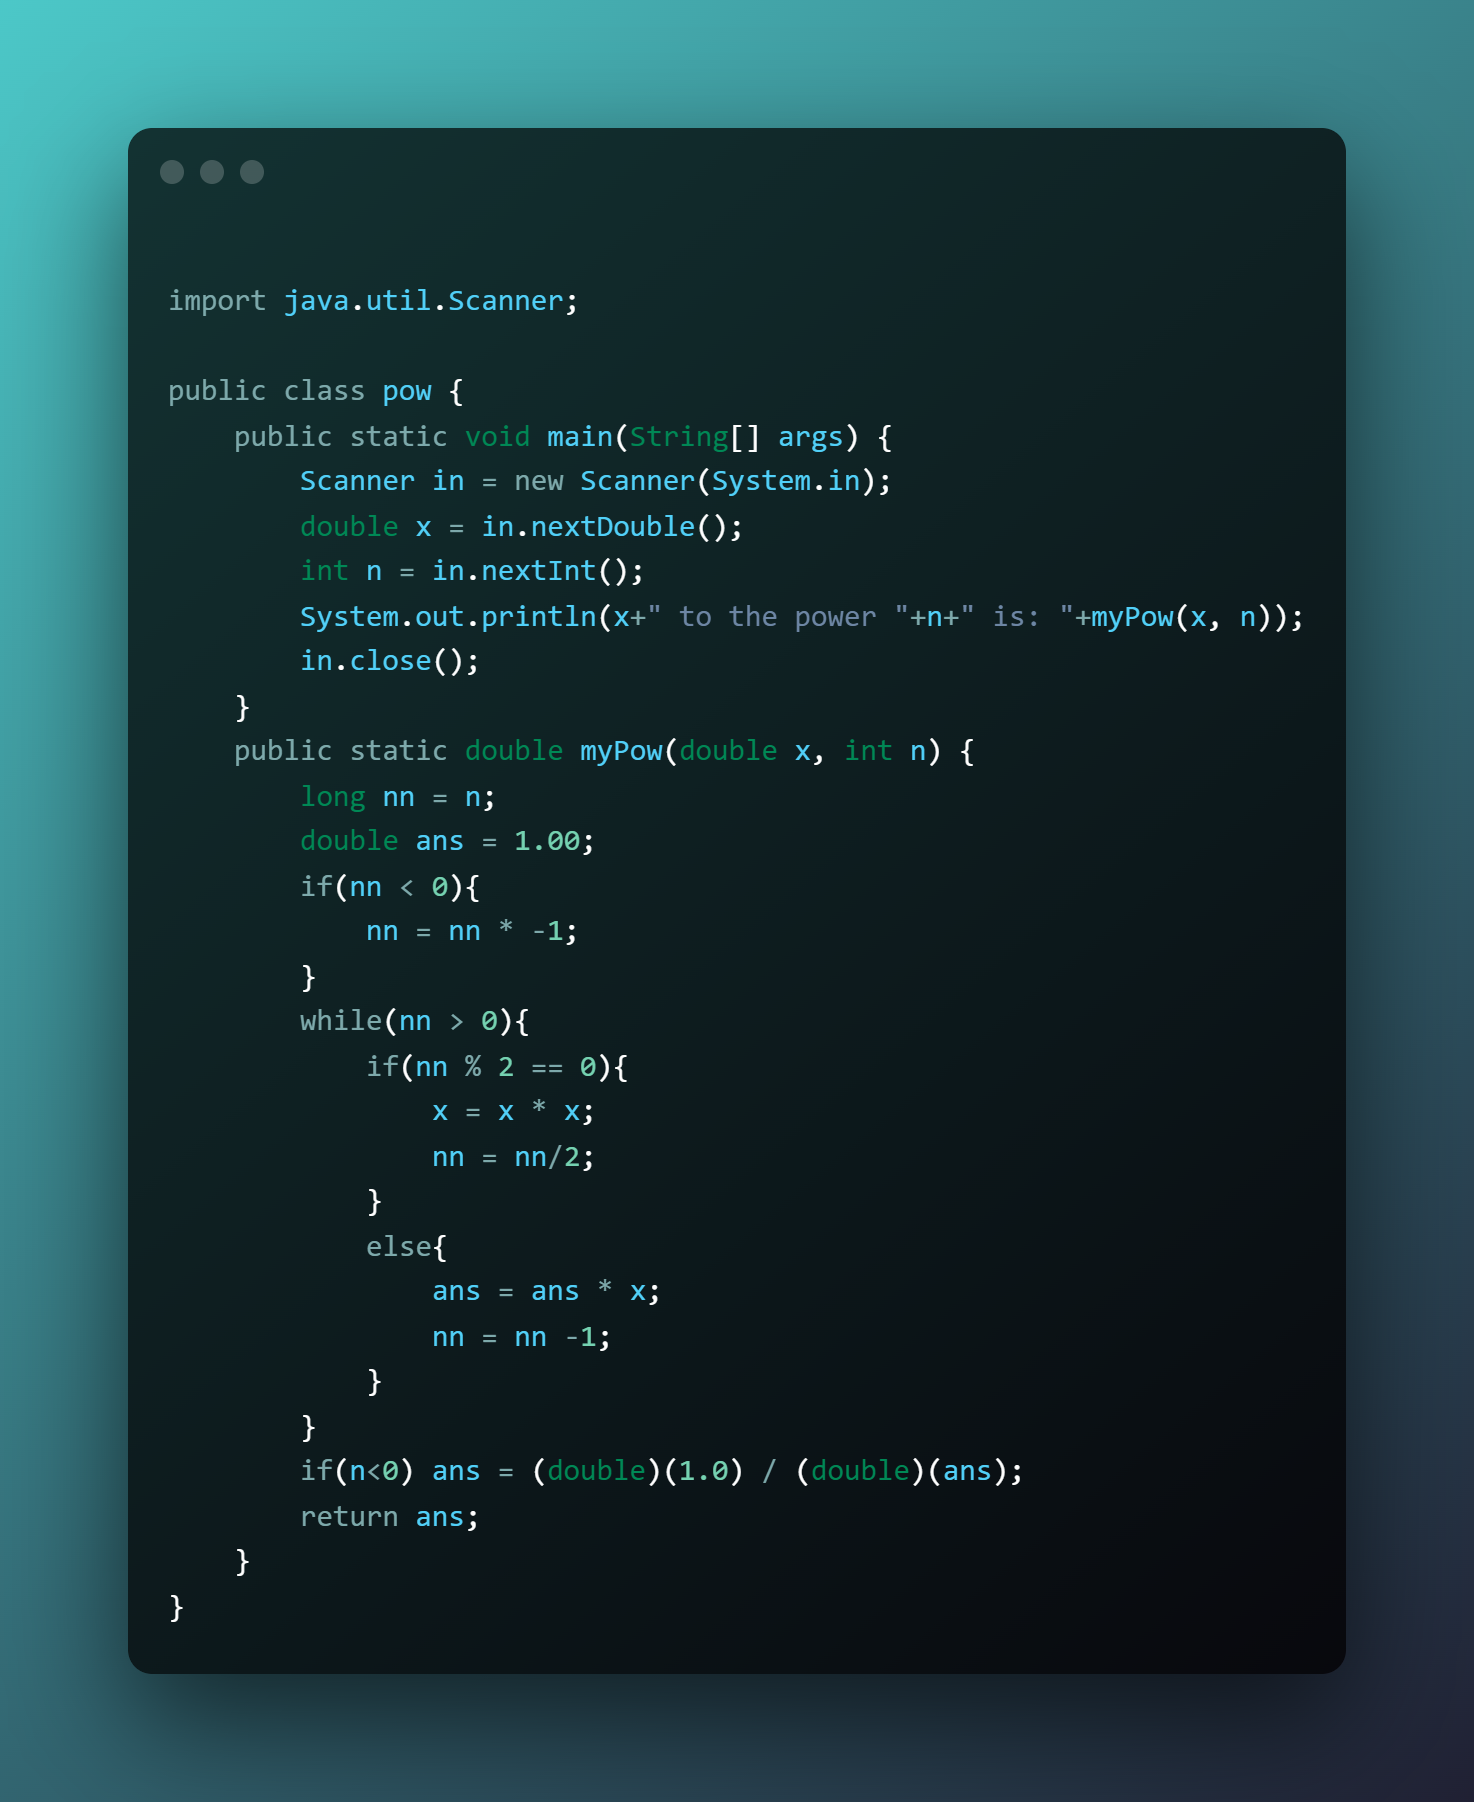 import java.util.Scanner;

public class pow {
    public static void main(String[] args) {
        Scanner in = new Scanner(System.in);
        double x = in.nextDouble();
        int n = in.nextInt();
        System.out.println(x+" to the power "+n+" is: "+myPow(x, n));
        in.close();
    }
    public static double myPow(double x, int n) {
        long nn = n;
        double ans = 1.00;
        if(nn < 0){
            nn = nn * -1;
        }
        while(nn > 0){
            if(nn % 2 == 0){
                x = x * x;
                nn = nn/2;
            }
            else{
                ans = ans * x;
                nn = nn -1;
            }
        }
        if(n<0) ans = (double)(1.0) / (double)(ans);
        return ans;
    }
}